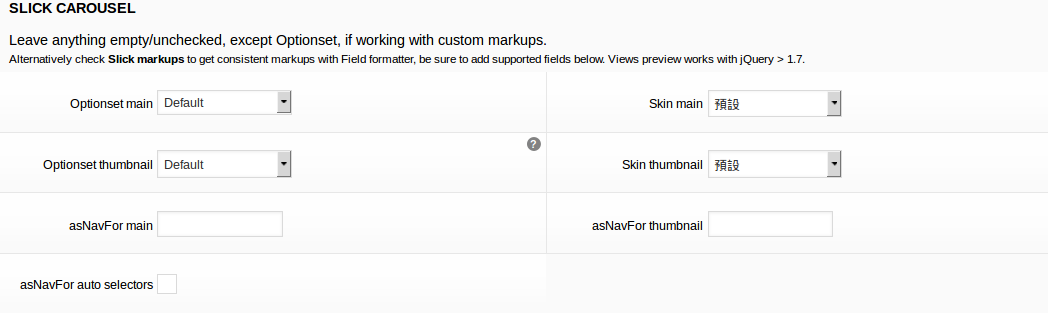 SLICK CAROUSEL
Leave anything empty/unchecked, except Optionset, if working with custom markups.
Alternatively check Slick markups to get consistent markups with Field formatter, be sure to add supported fields below. Views preview works with jQuery > 1.7.
Optionset main Default Skin main 預設
?
Optionset thumbnail Default Skin thumbnail 預設
asNavFor main asNavFor thumbnail
asNavFor auto selectors